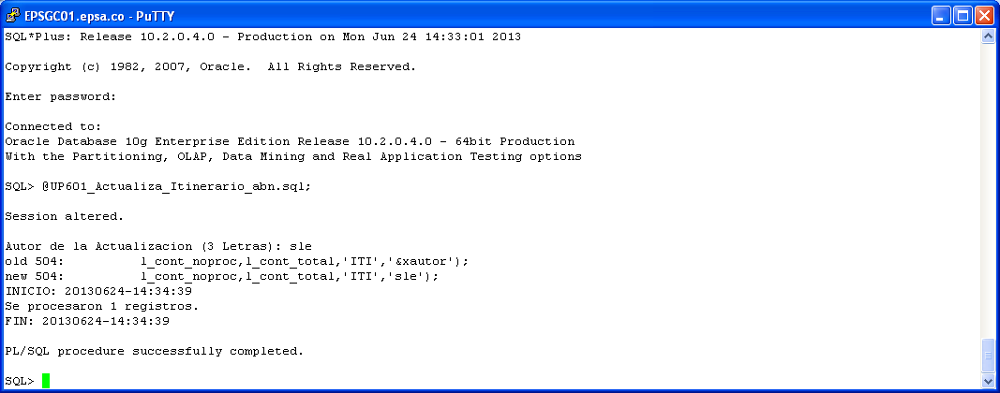 EPSGC01.epsa.co - PuTTY
SQL*Plus: Release 10.2.0.4.0 - Production on Mon Jun 24 14:33:01 2013
Copyright (c) 1982, 2007, Oracle.  All Rights Reserved.
Enter password:
Connected to:
Oracle Database 10g Enterprise Edition Release 10.2.0.4.0 - 64bit Production
With the Partitioning, OLAP, Data Mining and Real Application Testing options
SQL> @UP601_Actualiza_Itinerario_abn.sql;
Session altered.
Autor de la Actualizacion (3 Letras): sle
old 504:           l_cont_noproc,l_cont_total,'ITI','&xautor');
new 504:           l_cont_noproc,l_cont_total,'ITI','sle');
INICIO: 20130624-14:34:39
Se procesaron 1 registros.
FIN: 20130624-14:34:39
PL/SQL procedure successfully completed.
SQL>